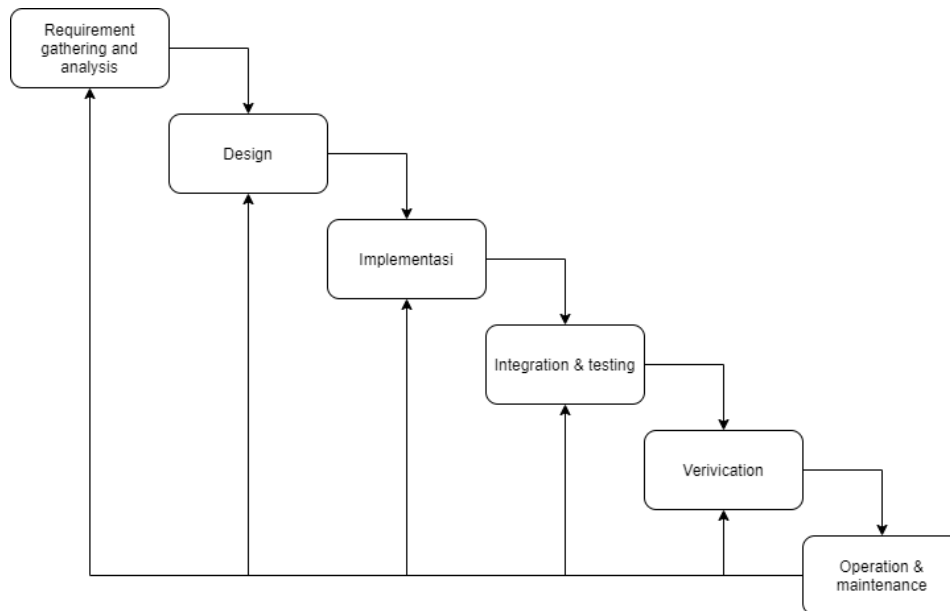 Requirement
gathering and
analysis
Design
Implementasi
Integration & testing
Verivication
Operation &
maintenance